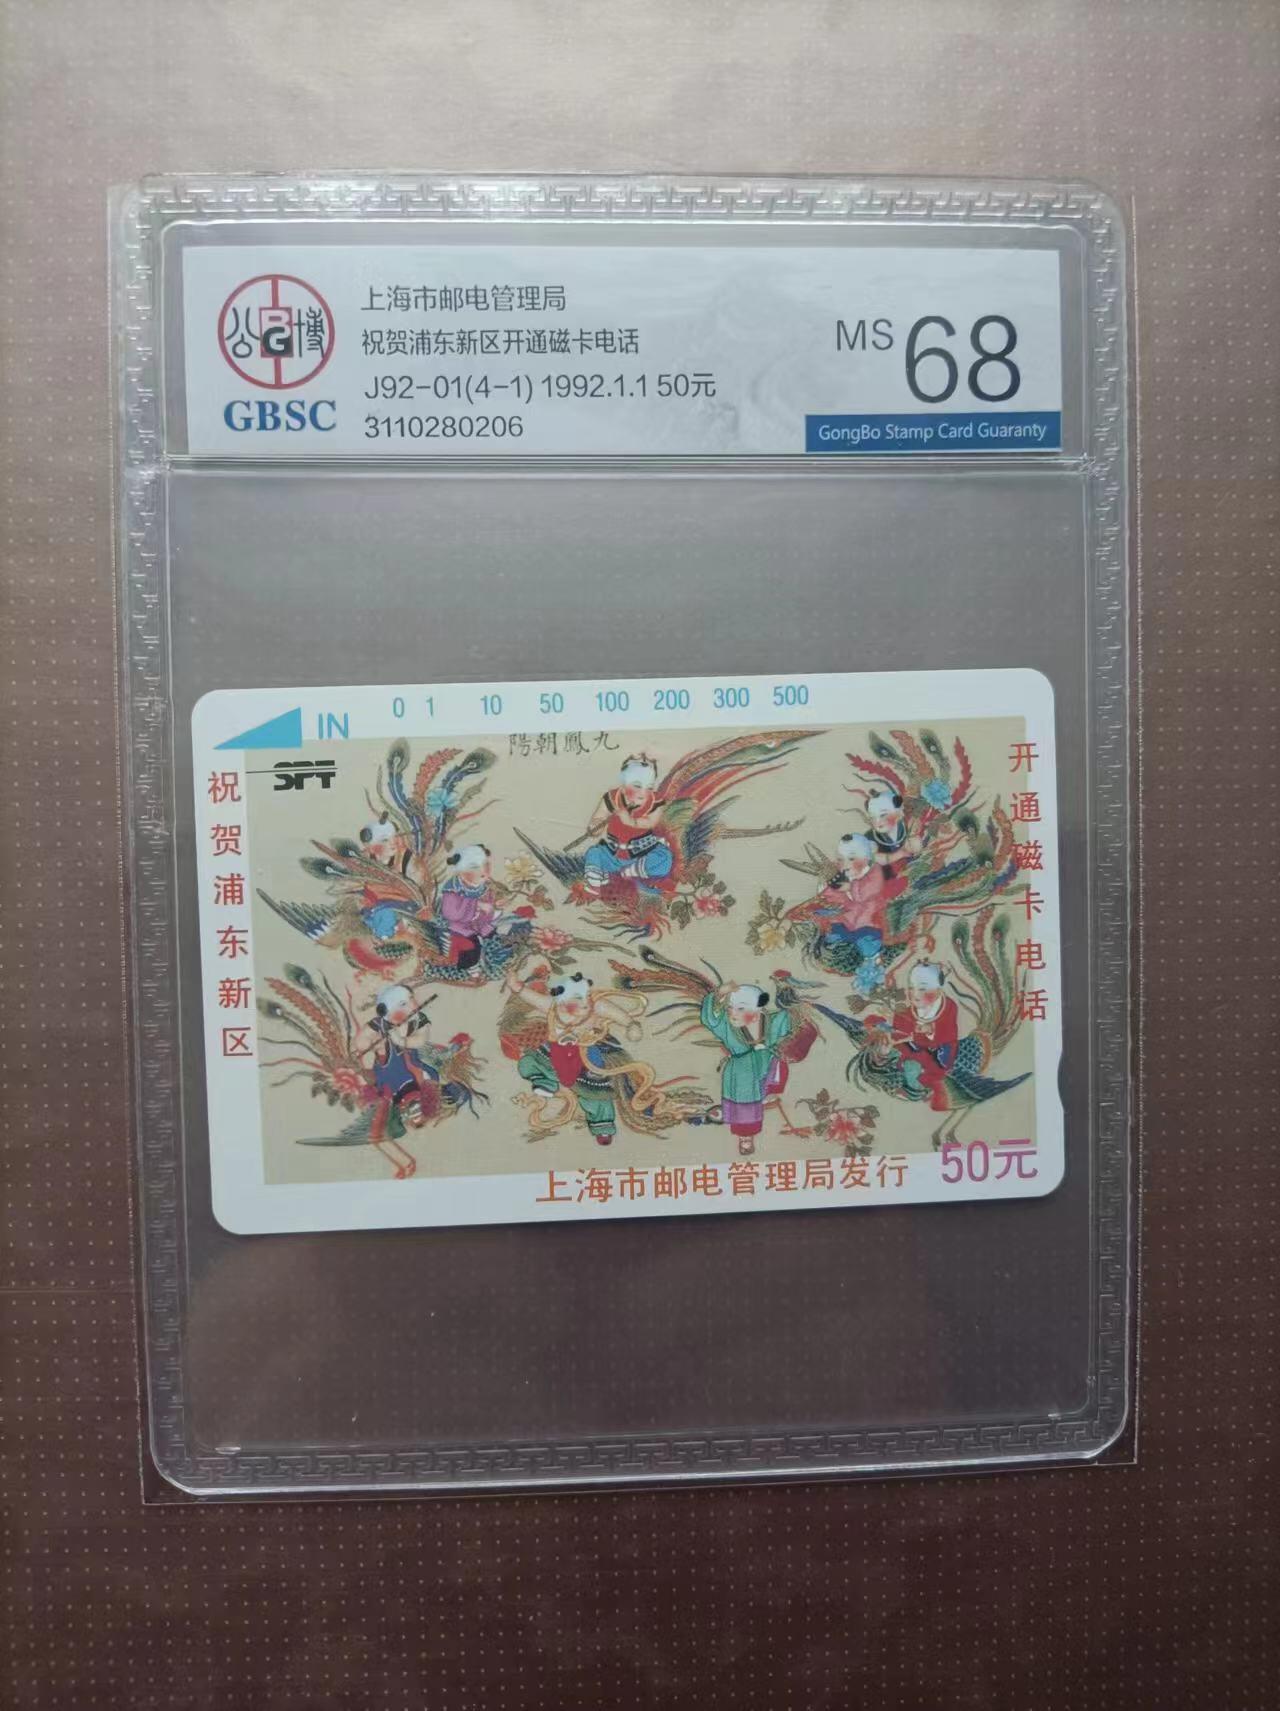 公博
BG
GBSC
上海市邮电管理局
祝贺浦东新区开通磁卡电话
J92-01(4-1) 1992.1.1 50元
3110280206
MS 68
GongBo Stamp Card Guaranty
IN 0 1 10 50 100 200 300 500
SPT
陽朝鳳九
祝贺浦东新区
开通磁卡电话
上海市邮电管理局发行 50元